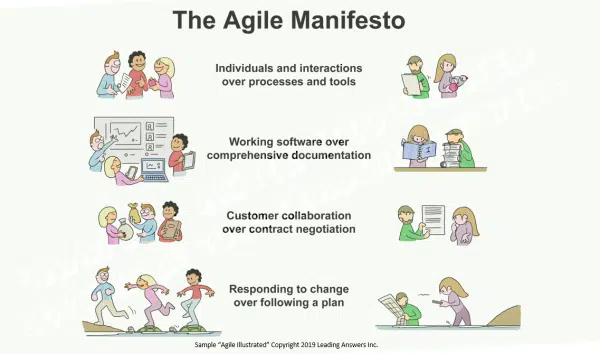 The Agile Manifesto
Individuals and interactions
over processes and tools
Working software over
comprehensive documentation
Customer collaboration
over contract negotiation
Responding to change
over following a plan
Sample "Agile Illustrated" Copyright 2019 Leading Answers Inc.